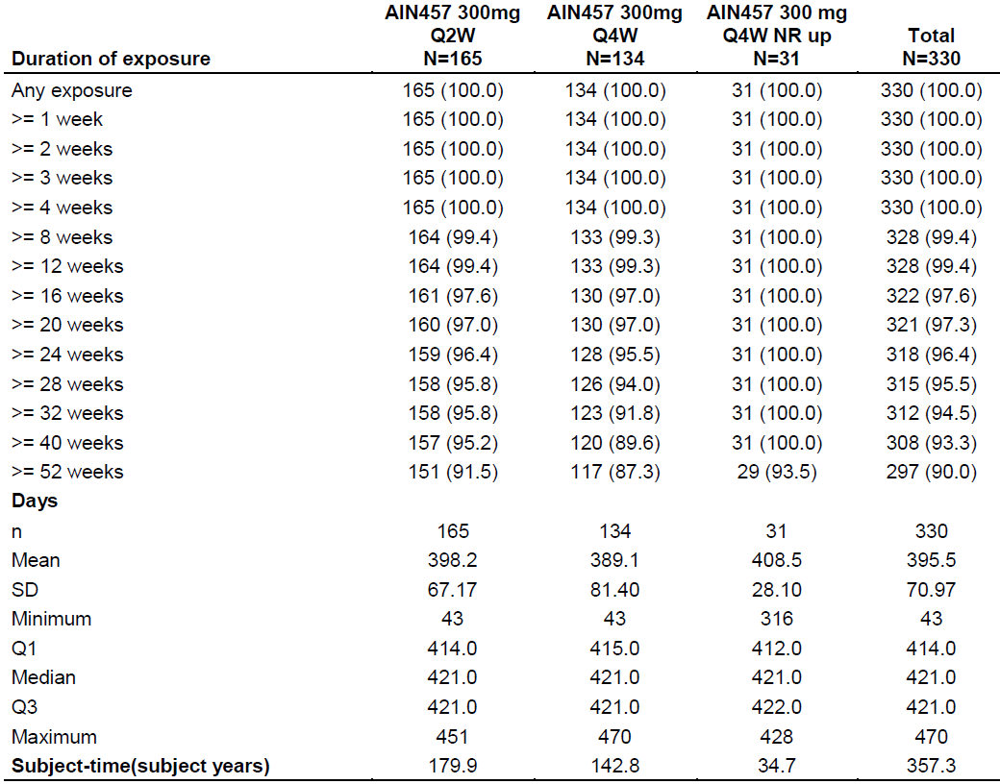 AIN457 300mg AIN457 300mg AIN457 300 mg
Q2W Q4W Q4W NR up Total
Duration of exposure N=165 N=134 N=31 N=330
Any exposure 165 (100.0) 134 (100.0) 31 (100.0) 330 (100.0)
>= 1 week 165 (100.0) 134 (100.0) 31 (100.0) 330 (100.0)
>= 2 weeks 165 (100.0) 134 (100.0) 31 (100.0) 330 (100.0)
>= 3 weeks 165 (100.0) 134 (100.0) 31 (100.0) 330 (100.0)
>= 4 weeks 165 (100.0) 134 (100.0) 31 (100.0) 330 (100.0)
>= 8 weeks 164 (99.4) 133 (99.3) 31 (100.0) 328 (99.4)
>= 12 weeks 164 (99.4) 133 (99.3) 31 (100.0) 328 (99.4)
>= 16 weeks 161 (97.6) 130 (97.0) 31 (100.0) 322 (97.6)
>= 20 weeks 160 (97.0) 130 (97.0) 31 (100.0) 321 (97.3)
>= 24 weeks 159 (96.4) 128 (95.5) 31 (100.0) 318 (96.4)
>= 28 weeks 158 (95.8) 126 (94.0) 31 (100.0) 315 (95.5)
>= 32 weeks 158 (95.8) 123 (91.8) 31 (100.0) 312 (94.5)
>= 40 weeks 157 (95.2) 120 (89.6) 31 (100.0) 308 (93.3)
>= 52 weeks 151 (91.5) 117 (87.3) 29 (93.5) 297 (90.0)
Days
n 165 134 31 330
Mean 398.2 389.1 408.5 395.5
SD 67.17 81.40 28.10 70.97
Minimum 43 43 316 43
Q1 414.0 415.0 412.0 414.0
Median 421.0 421.0 421.0 421.0
Q3 421.0 421.0 422.0 421.0
Maximum 451 470 428 470
Subject-time(subject years) 179.9 142.8 34.7 357.3